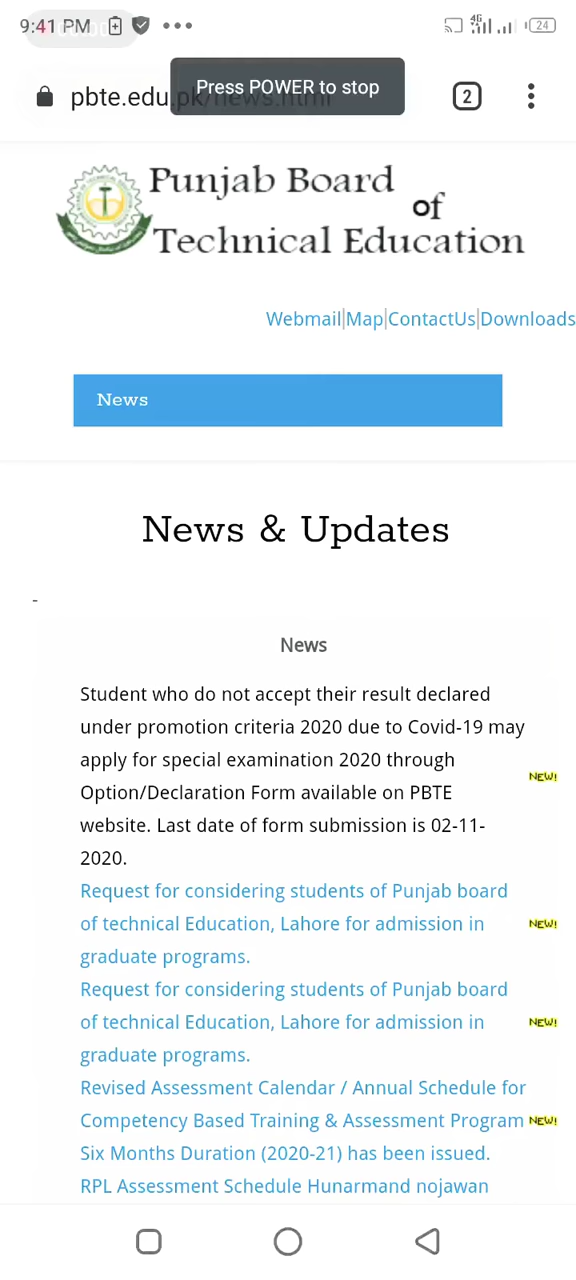 9:41 PM
4G
24
Press POWER to stop
pbte.edu.pk/news.html
2
Punjab Board
of
Technical Education
Webmail|Map|ContactUs|Downloads
News
News & Updates
-
News
Student who do not accept their result declared
under promotion criteria 2020 due to Covid-19 may
apply for special examination 2020 through
NEW!
Option/Declaration Form available on PBTE
website. Last date of form submission is 02-11-
2020.
Request for considering students of Punjab board
of technical Education, Lahore for admission in NEW!
graduate programs.
Request for considering students of Punjab board
of technical Education, Lahore for admission in NEW!
graduate programs.
Revised Assessment Calendar / Annual Schedule for
Competency Based Training & Assessment Program NEW!
Six Months Duration (2020-21) has been issued.
RPL Assessment Schedule Hunarmand nojawan